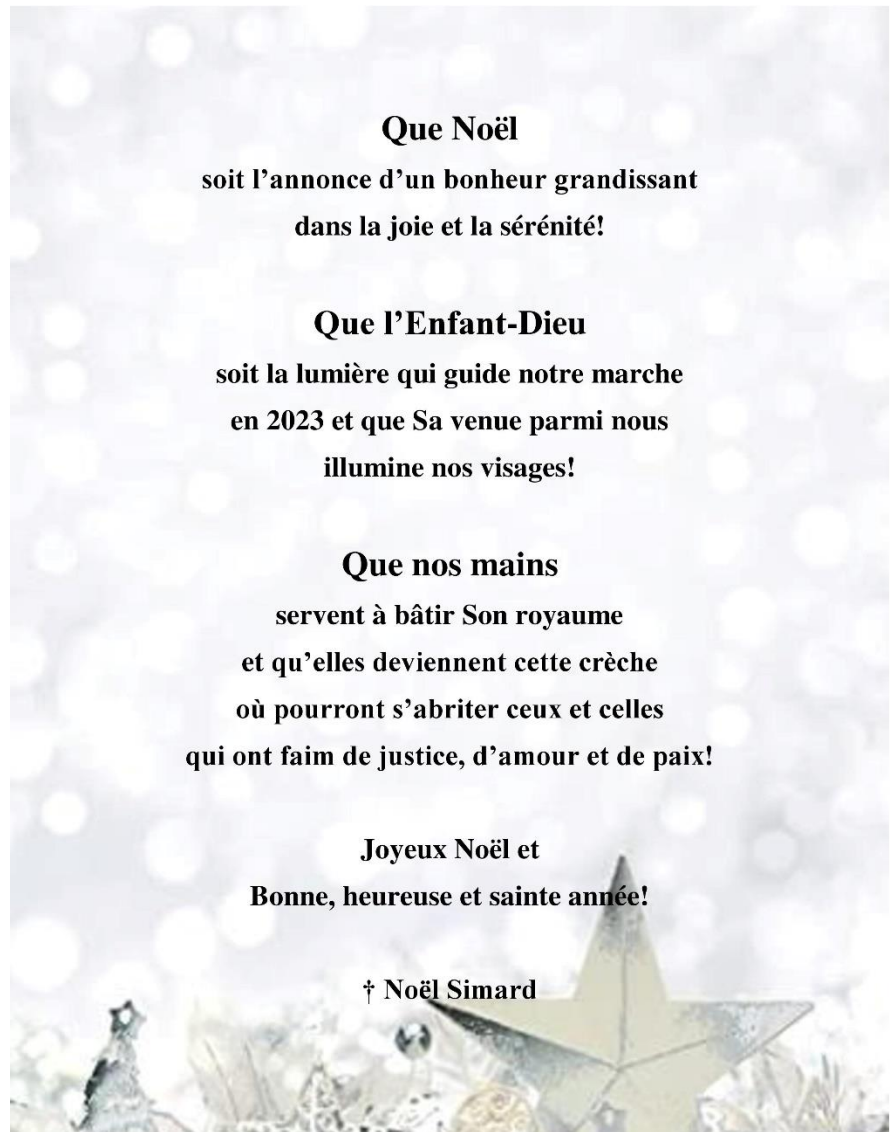 Que Noël
soit l’annonce d’un bonheur grandissant
dans la joie et la sérénité!
Que l’Enfant-Dieu
soit la lumière qui guide notre marche
en 2023 et que Sa venue parmi nous
illumine nos visages!
Que nos mains
servent à bâtir Son royaume
et qu’elles deviennent cette crèche
où pourront s’abriter ceux et celles
qui ont faim de justice, d’amour et de paix!
Joyeux Noël et
Bonne, heureuse et sainte année!
† Noël Simard